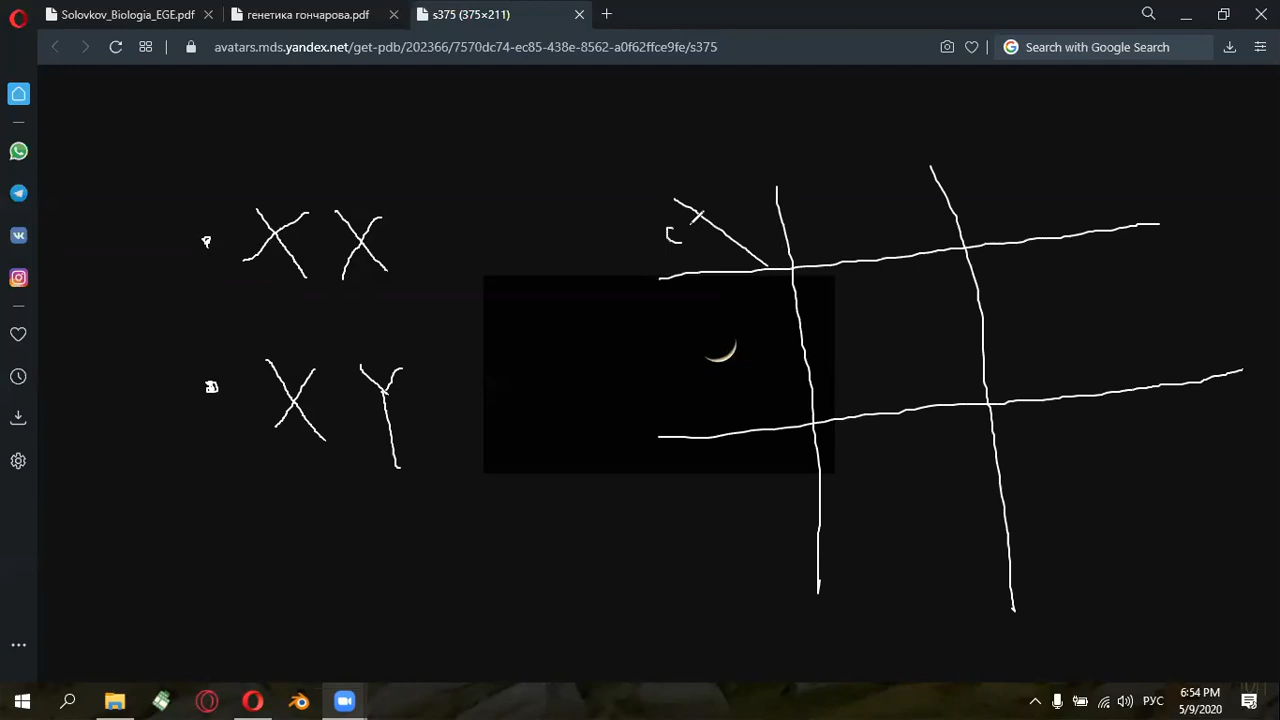 Solovkov_Biologia_EGE.pdf
генетика гончарова.pdf
s375 (375×211)
avatars.mds.yandex.net/get-pdb/202366/7570dc74-ec85-438e-8562-a0f62ffce9fe/s375
Search with Google Search
X X
X Y
РУС
6:54 PM
5/9/2020